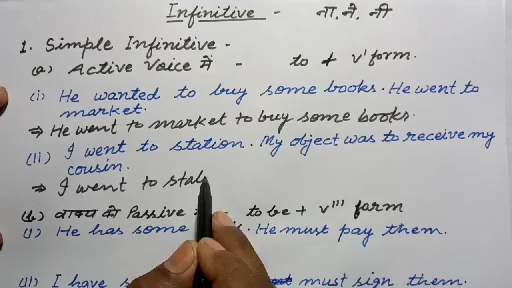 Infinitive - ना. ने. नी
1. Simple Infinitive -
(a) Active Voice में - to + v' form.
(i) He wanted to buy some books. He went to
market.
⇒ He went to market to buy some books.
(ii) I went to station. My object was to receive my
cousin.
⇒ I went to stat
(b) वाक्य को Passive to be + v''' form
(i) He has some He must pay them.
(ii) I have must sign them.